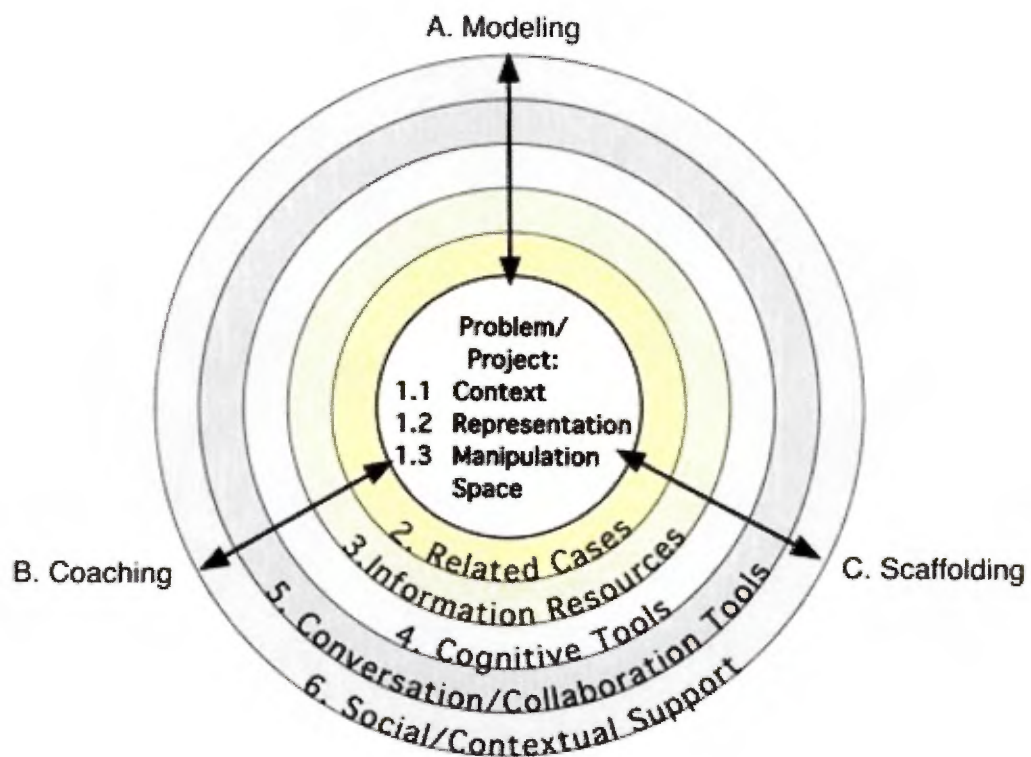 A. Modeling
Problem/
Project:
1.1 Context
1.2 Representation
1.3 Manipulation
Space
2. Related Cases
3.Information Resources
4. Cognitive Tools
5. Conversation/Collaboration Tools
6. Social/Contextual Support
B. Coaching
C. Scaffolding